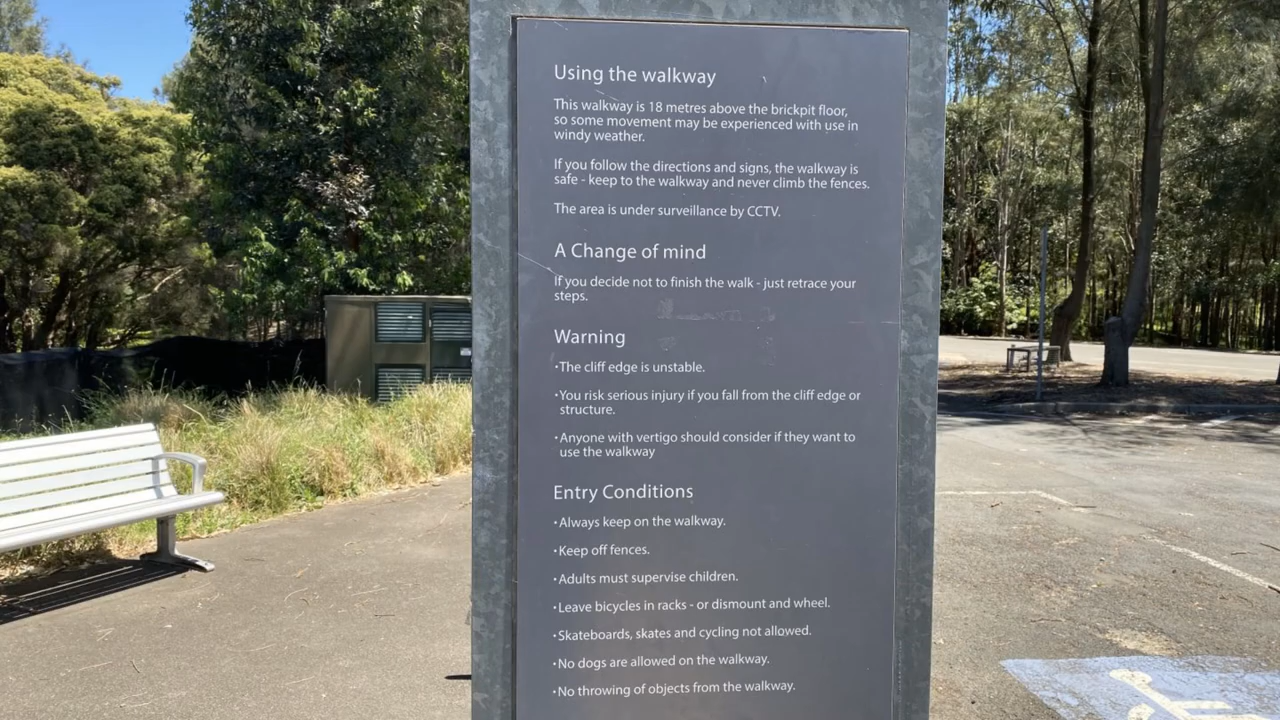 Using the walkway
This walkway is 18 metres above the brickpit floor,
so some movement may be experienced with use in
windy weather.
If you follow the directions and signs, the walkway is
safe - keep to the walkway and never climb the fences.
The area is under surveillance by CCTV.
A Change of mind
If you decide not to finish the walk - just retrace your
steps.
Warning
·The cliff edge is unstable.
·You risk serious injury if you fall from the cliff edge or
structure.
·Anyone with vertigo should consider if they want to
use the walkway
Entry Conditions
·Always keep on the walkway.
·Keep off fences.
·Adults must supervise children.
·Leave bicycles in racks - or dismount and wheel.
·Skateboards, skates and cycling not allowed.
·No dogs are allowed on the walkway.
·No throwing of objects from the walkway.